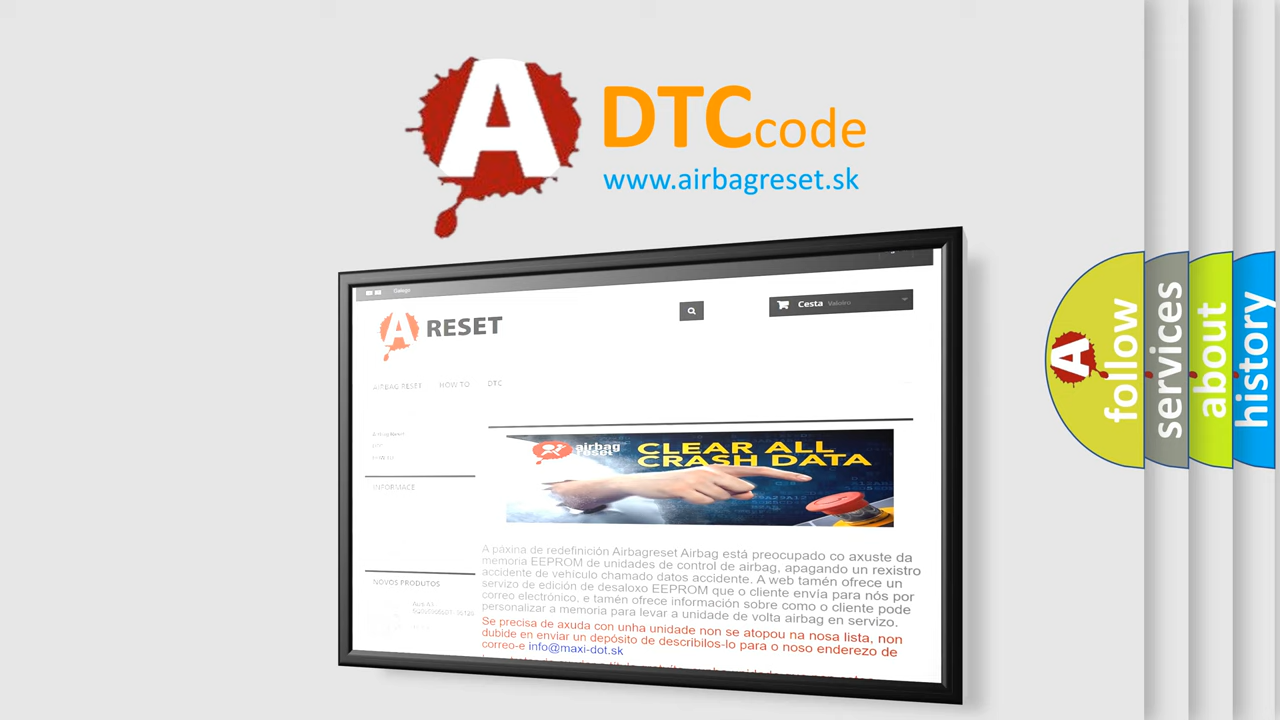 A
DTCcode
www.airbagreset.sk
Galego
A RESET
Cesta Valeiro
AIRBAG RESET HOW TO DTC
INFORMACE
airbag
reset
CLEAR ALL
CRASH DATA
A páxina de redefinición Airbagreset Airbag está preocupado co axuste da
memoria EEPROM de unidades de control de airbag, apagando un rexistro
accidente de vehículo chamado datos accidente. A web tamén ofrece un
servizo de edición de desaloxo EEPROM que o cliente envía para nós por
correo electrónico, e tamén ofrece información sobre como o cliente pode
personalizar a memoria para levar a unidade de volta airbag en servizo.
Se precisa de axuda con unha unidade non se atopou na nosa lista, non
dubide en enviar un depósito de describilos-lo para o noso enderezo de
correo-e info@maxi-dot.sk
NOVOS PRODUTOS
A
follow
services
about
history